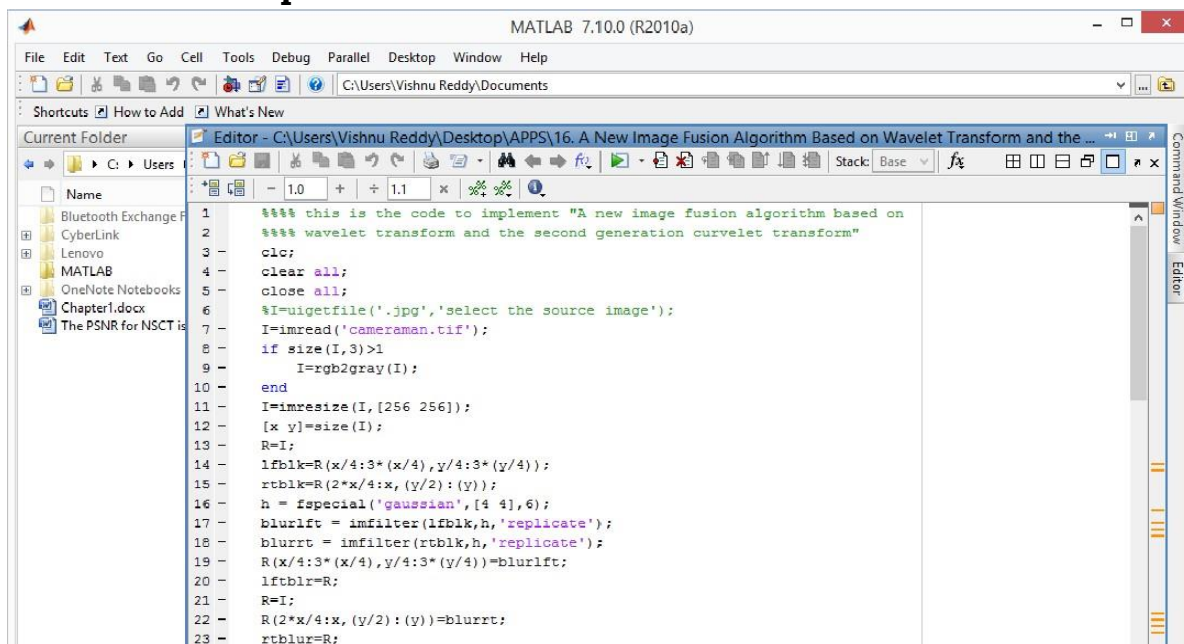 MATLAB 7.10.0 (R2010a)
File Edit Text Go Cell Tools Debug Parallel Desktop Window Help
C:\Users\Vishnu Reddy\Documents
Shortcuts How to Add What's New
Current Folder
Editor - C:\Users\Vishnu Reddy\Desktop\APPS\16. A New Image Fusion Algorithm Based on Wavelet Transform and the ...
C: Users
Stack: Base
fx
Name
- 1.0 + ÷ 1.1 ×
Bluetooth Exchange F
CyberLink
Lenovo
MATLAB
OneNote Notebooks
Chapter1.docx
The PSNR for NSCT is
1 %%%% this is the code to implement "A new image fusion algorithm based on
2 %%%% wavelet transform and the second generation curvelet transform"
3 - clc;
4 - clear all;
5 - close all;
6 %I=uigetfile('.jpg','select the source image');
7 - I=imread('cameraman.tif');
8 - if size(I,3)>1
9 - I=rgb2gray(I);
10 - end
11 - I=imresize(I,[256 256]);
12 - [x y]=size(I);
13 - R=I;
14 - lfblk=R(x/4:3*(x/4),y/4:3*(y/4));
15 - rtblk=R(2*x/4:x,(y/2):(y));
16 - h = fspecial('gaussian',[4 4],6);
17 - blurlft = imfilter(lfblk,h,'replicate');
18 - blurrt = imfilter(rtblk,h,'replicate');
19 - R(x/4:3*(x/4),y/4:3*(y/4))=blurlft;
20 - lftblr=R;
21 - R=I;
22 - R(2*x/4:x,(y/2):(y))=blurrt;
23 - rtblur=R;
Command Window
Editor